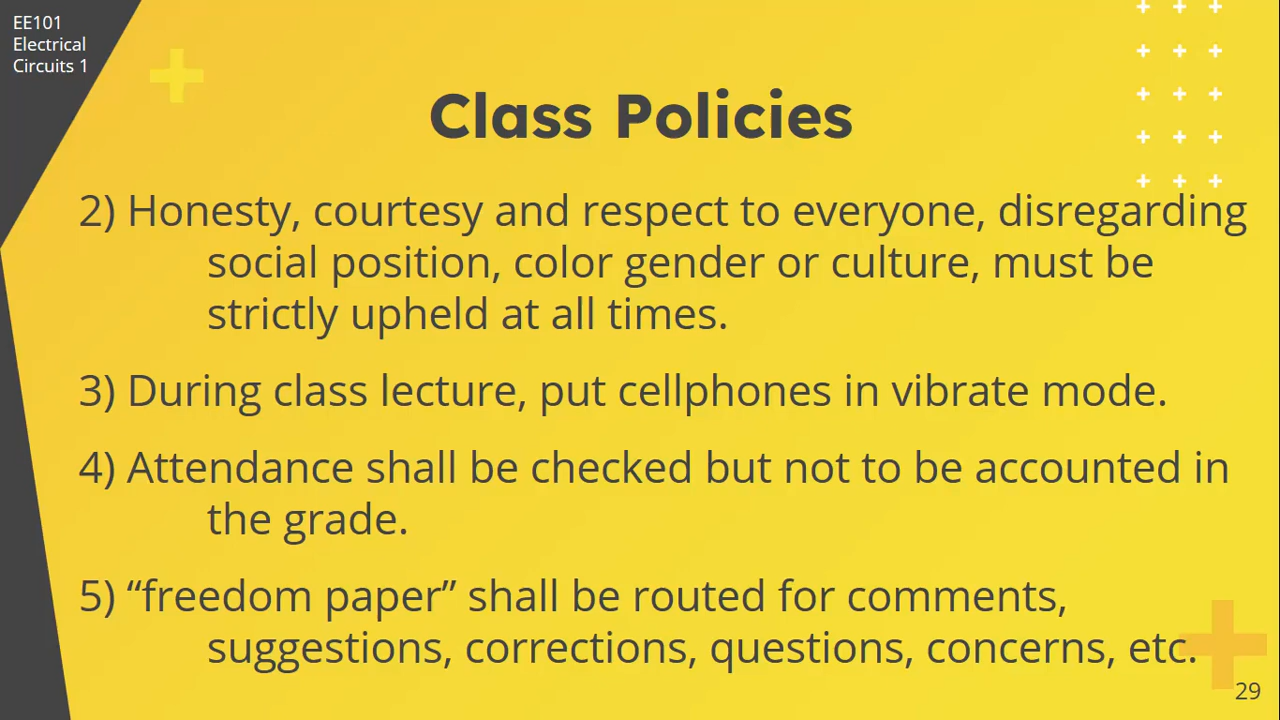 EE101
Electrical
Circuits 1
Class Policies
2) Honesty, courtesy and respect to everyone, disregarding
social position, color gender or culture, must be
strictly upheld at all times.
3) During class lecture, put cellphones in vibrate mode.
4) Attendance shall be checked but not to be accounted in
the grade.
5) “freedom paper” shall be routed for comments,
suggestions, corrections, questions, concerns, etc.
29